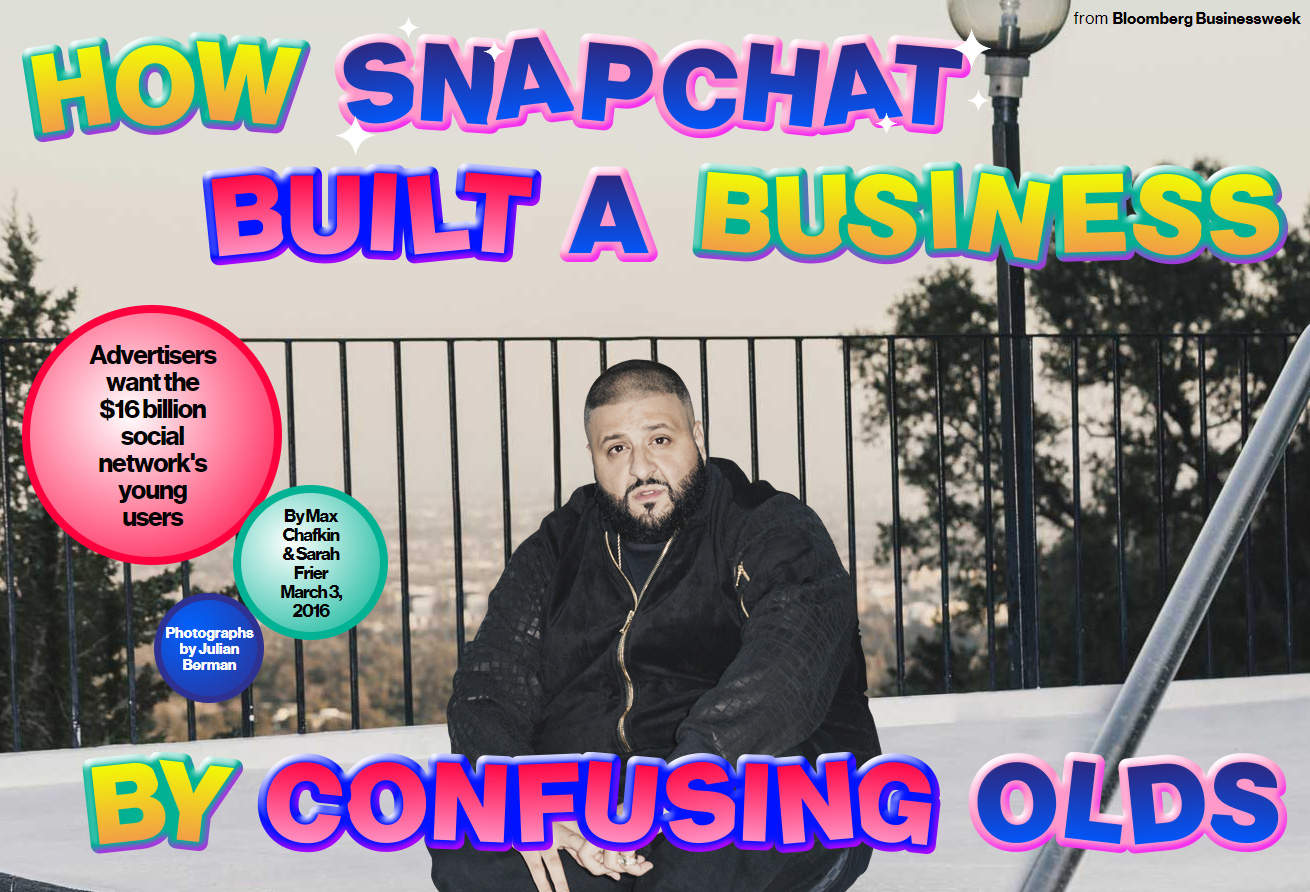 from Bloomberg Businessweek
HOW SNAPCHAT
BUILT A BUSINESS
Advertisers
want the
$16 billion
social
network's
young
users
By Max
Chafkin
& Sarah
Frier
March 3,
2016
Photographs
by Julian
Berman
BY CONFUSING OLDS